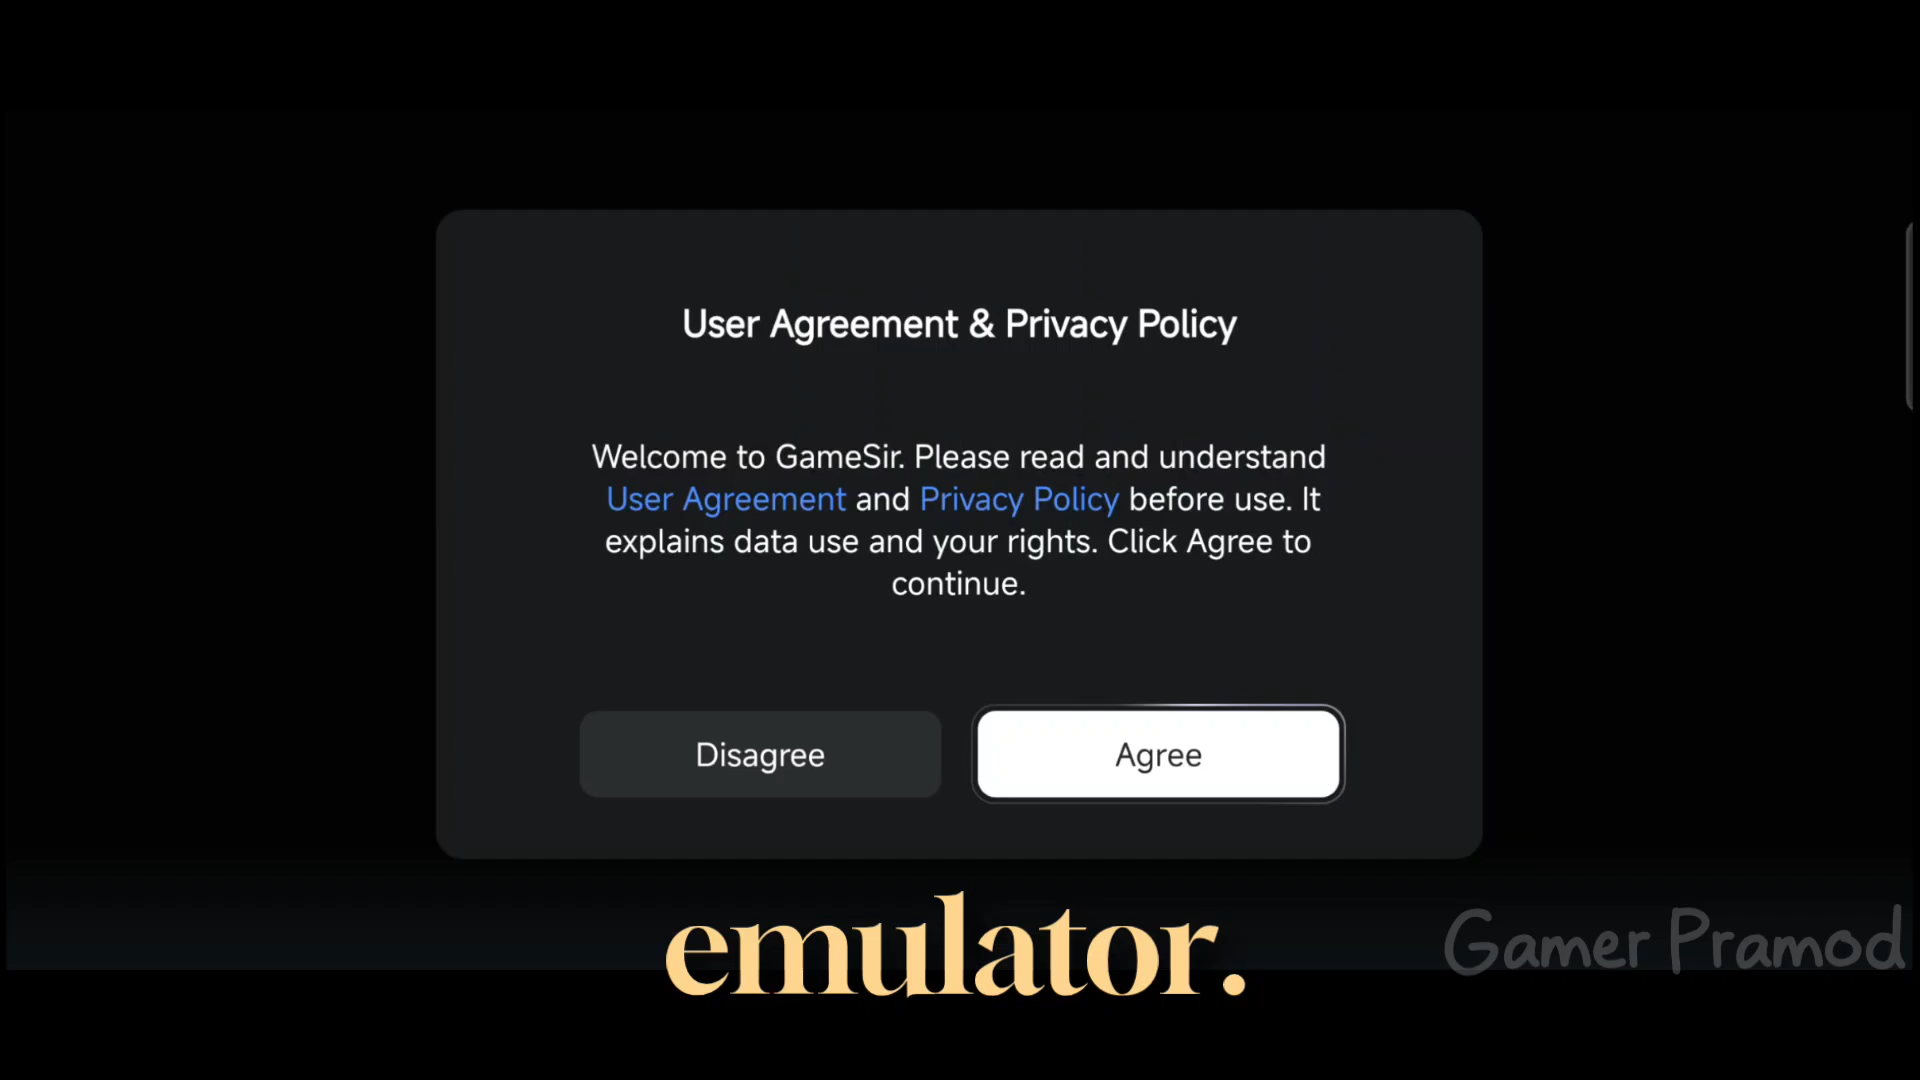 User Agreement & Privacy Policy
Welcome to GameSir. Please read and understand
User Agreement and Privacy Policy before use. It
explains data use and your rights. Click Agree to
continue.
Disagree
Agree
emulator.
Gamer Pramod